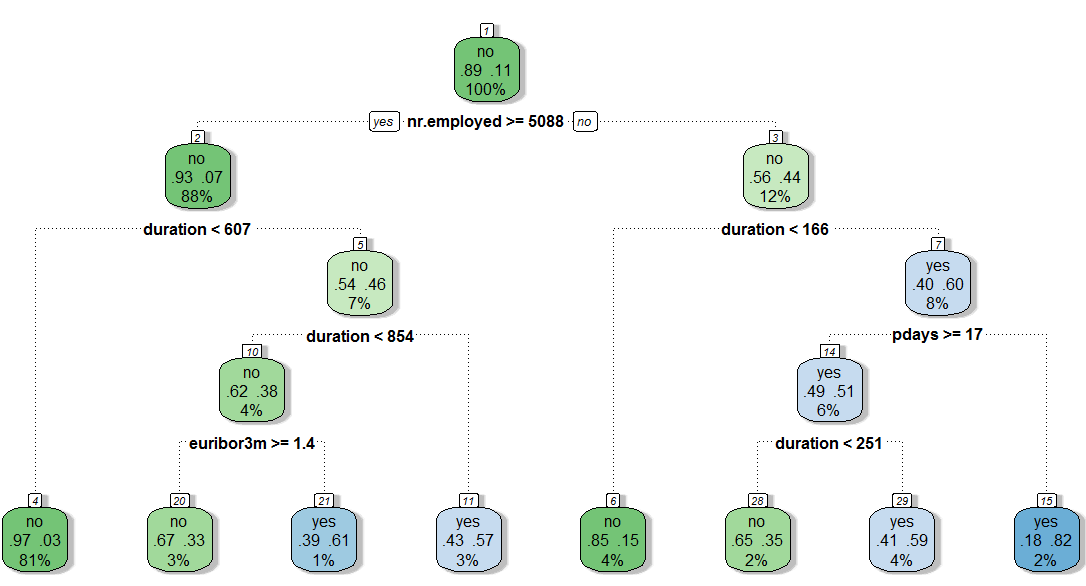 1
no
.89 .11
100%
yes nr.employed >= 5088 no
2
no
.93 .07
88%
3
no
.56 .44
12%
duration < 607
duration < 166
5
no
.54 .46
7%
7
yes
.40 .60
8%
duration < 854
pdays >= 17
10
no
.62 .38
4%
14
yes
.49 .51
6%
euribor3m >= 1.4
duration < 251
4
no
.97 .03
81%
20
no
.67 .33
3%
21
yes
.39 .61
1%
11
yes
.43 .57
3%
6
no
.85 .15
4%
28
no
.65 .35
2%
29
yes
.41 .59
4%
15
yes
.18 .82
2%